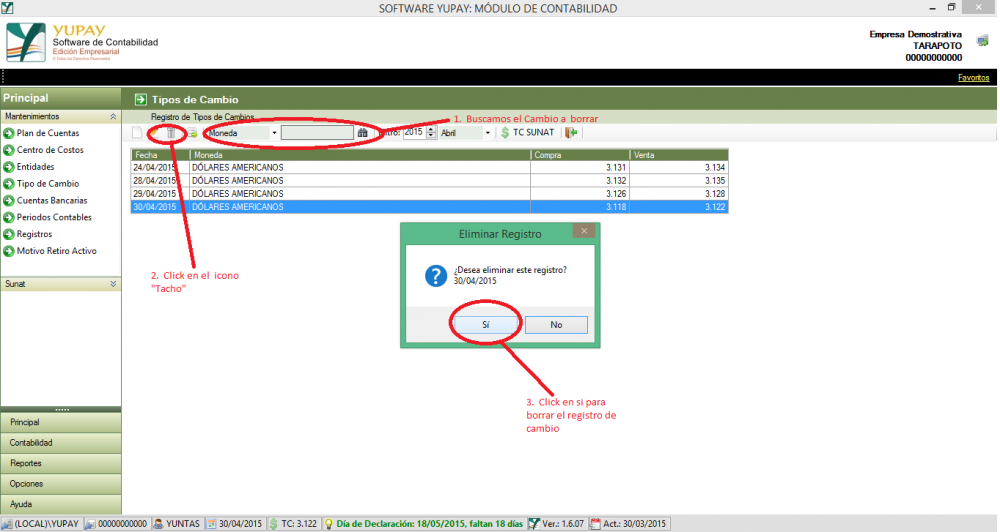 SOFTWARE YUPAY: MÓDULO DE CONTABILIDAD
YUPAY
Software de Contabilidad
Edición Empresarial
© Todos los Derechos Reservados
Empresa Demostrativa
TARAPOTO
00000000000
Favoritos
Principal
Tipos de Cambio
Mantenimientos
Registro de Tipos de Cambios
1. Buscamos el Cambio a borrar
Moneda
2015
Abril
TC SUNAT
Plan de Cuentas
Centro de Costos
Entidades
Tipo de Cambio
Cuentas Bancarias
Periodos Contables
Registros
Motivo Retiro Activo
Fecha Moneda Compra Venta
24/04/2015 DÓLARES AMERICANOS 3.131 3.134
28/04/2015 DÓLARES AMERICANOS 3.132 3.135
29/04/2015 DÓLARES AMERICANOS 3.126 3.128
30/04/2015 DÓLARES AMERICANOS 3.118 3.122
Eliminar Registro
¿Desea eliminar este registro?
30/04/2015
Sí
No
2. Click en el icono
"Tacho"
Sunat
3. Click en si para
borrar el registro de
cambio
Principal
Contabilidad
Reportes
Opciones
Ayuda
(LOCAL)\YUPAY 00000000000 YUNTAS 30/04/2015 TC: 3.122 Día de Declaración: 18/05/2015, faltan 18 días Ver.: 1.6.07 Act.: 30/03/2015